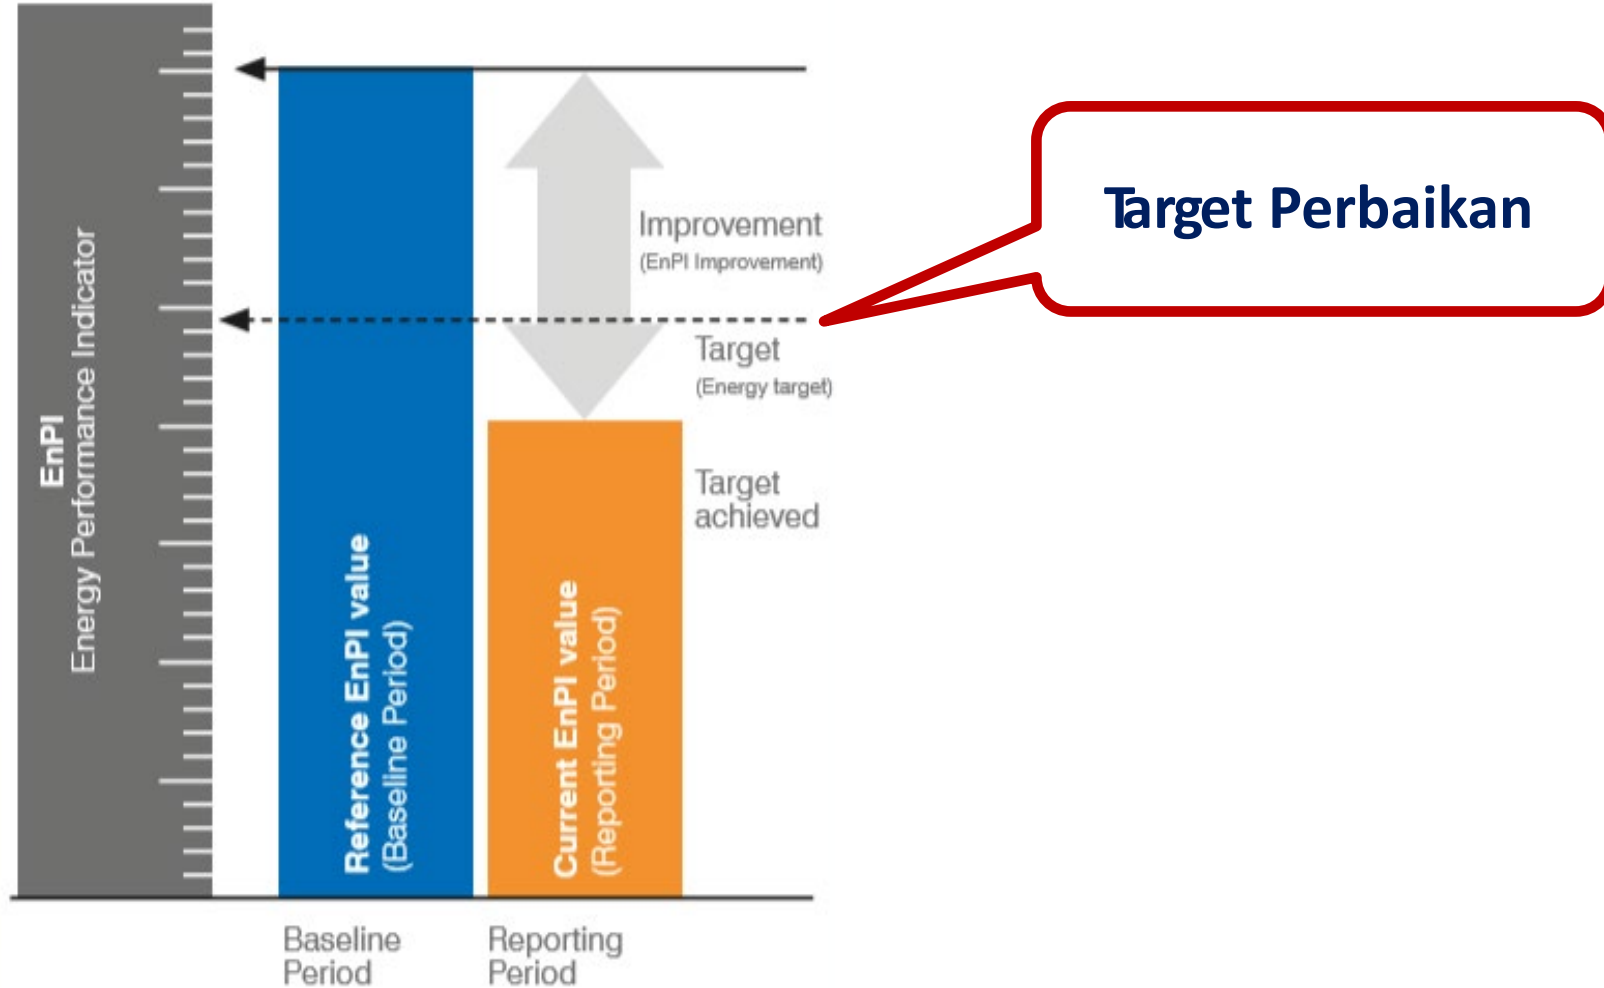 EnPI
Energy Performance Indicator
Reference EnPI value
(Baseline Period)
Current EnPI value
(Reporting Period)
Improvement
(EnPI Improvement)
Target
(Energy target)
Target
achieved
Target Perbaikan
Baseline
Period
Reporting
Period